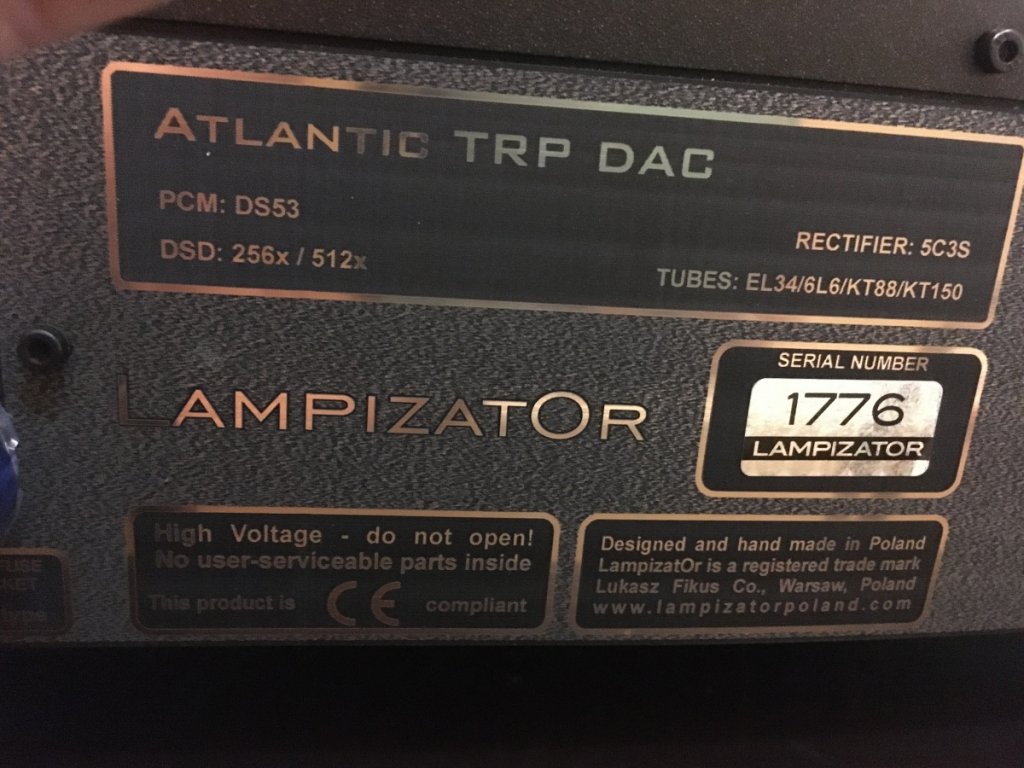 ATLANTIC TRP DAC
PCM: DS53
DSD: 256x / 512x
RECTIFIER: 5C3S
TUBES: EL34/6L6/KT88/KT150
LAMPIZATOR
SERIAL NUMBER
1776
LAMPIZATOR
High Voltage - do not open!
No user-serviceable parts inside
This product is CE compliant
Designed and hand made in Poland
LampizatOr is a registered trade mark
Lukasz Fikus Co., Warsaw, Poland
www.lampizatorpoland.com
FUSE